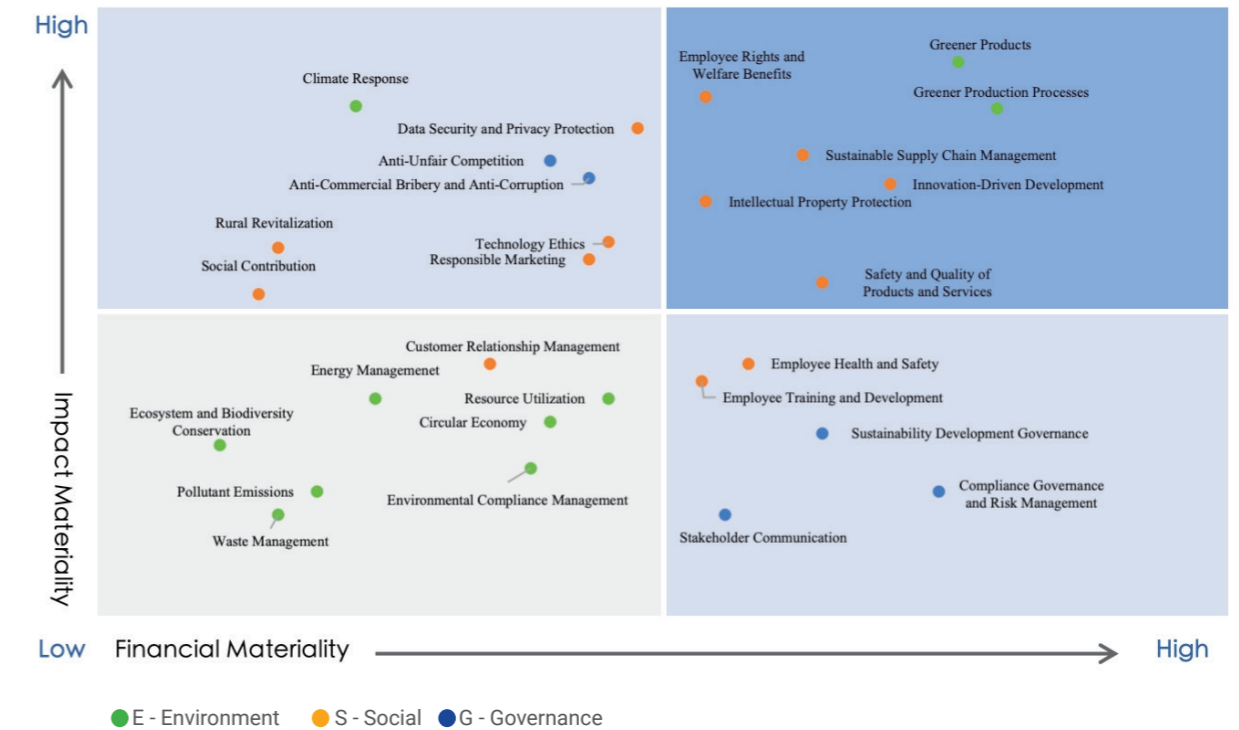 High
Climate Response
Data Security and Privacy Protection
Anti-Unfair Competition
Anti-Commercial Bribery and Anti-Corruption
Rural Revitalization
Social Contribution
Technology Ethics
Responsible Marketing
Employee Rights and
Welfare Benefits
Greener Products
Greener Production Processes
Sustainable Supply Chain Management
Innovation-Driven Development
Intellectual Property Protection
Safety and Quality of
Products and Services
Impact Materiality
Customer Relationship Management
Energy Managemenet
Resource Utilization
Ecosystem and Biodiversity
Conservation
Circular Economy
Pollutant Emissions
Environmental Compliance Management
Waste Management
Employee Health and Safety
Employee Training and Development
Sustainability Development Governance
Compliance Governance
and Risk Management
Stakeholder Communication
Low
Financial Materiality
High
E - Environment
S - Social
G - Governance